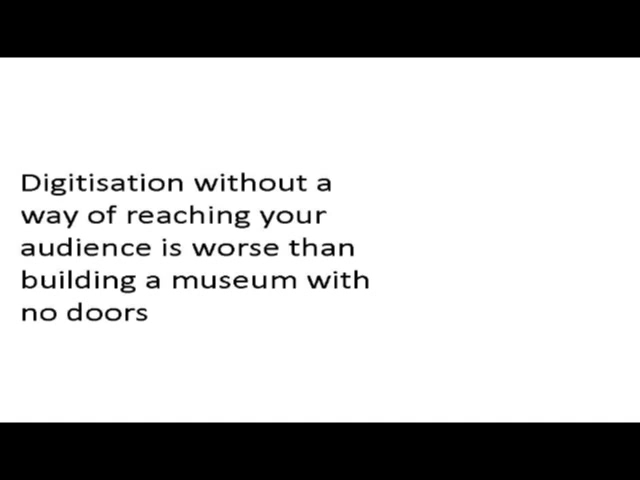 Digitisation without a
way of reaching your
audience is worse than
building a museum with
no doors